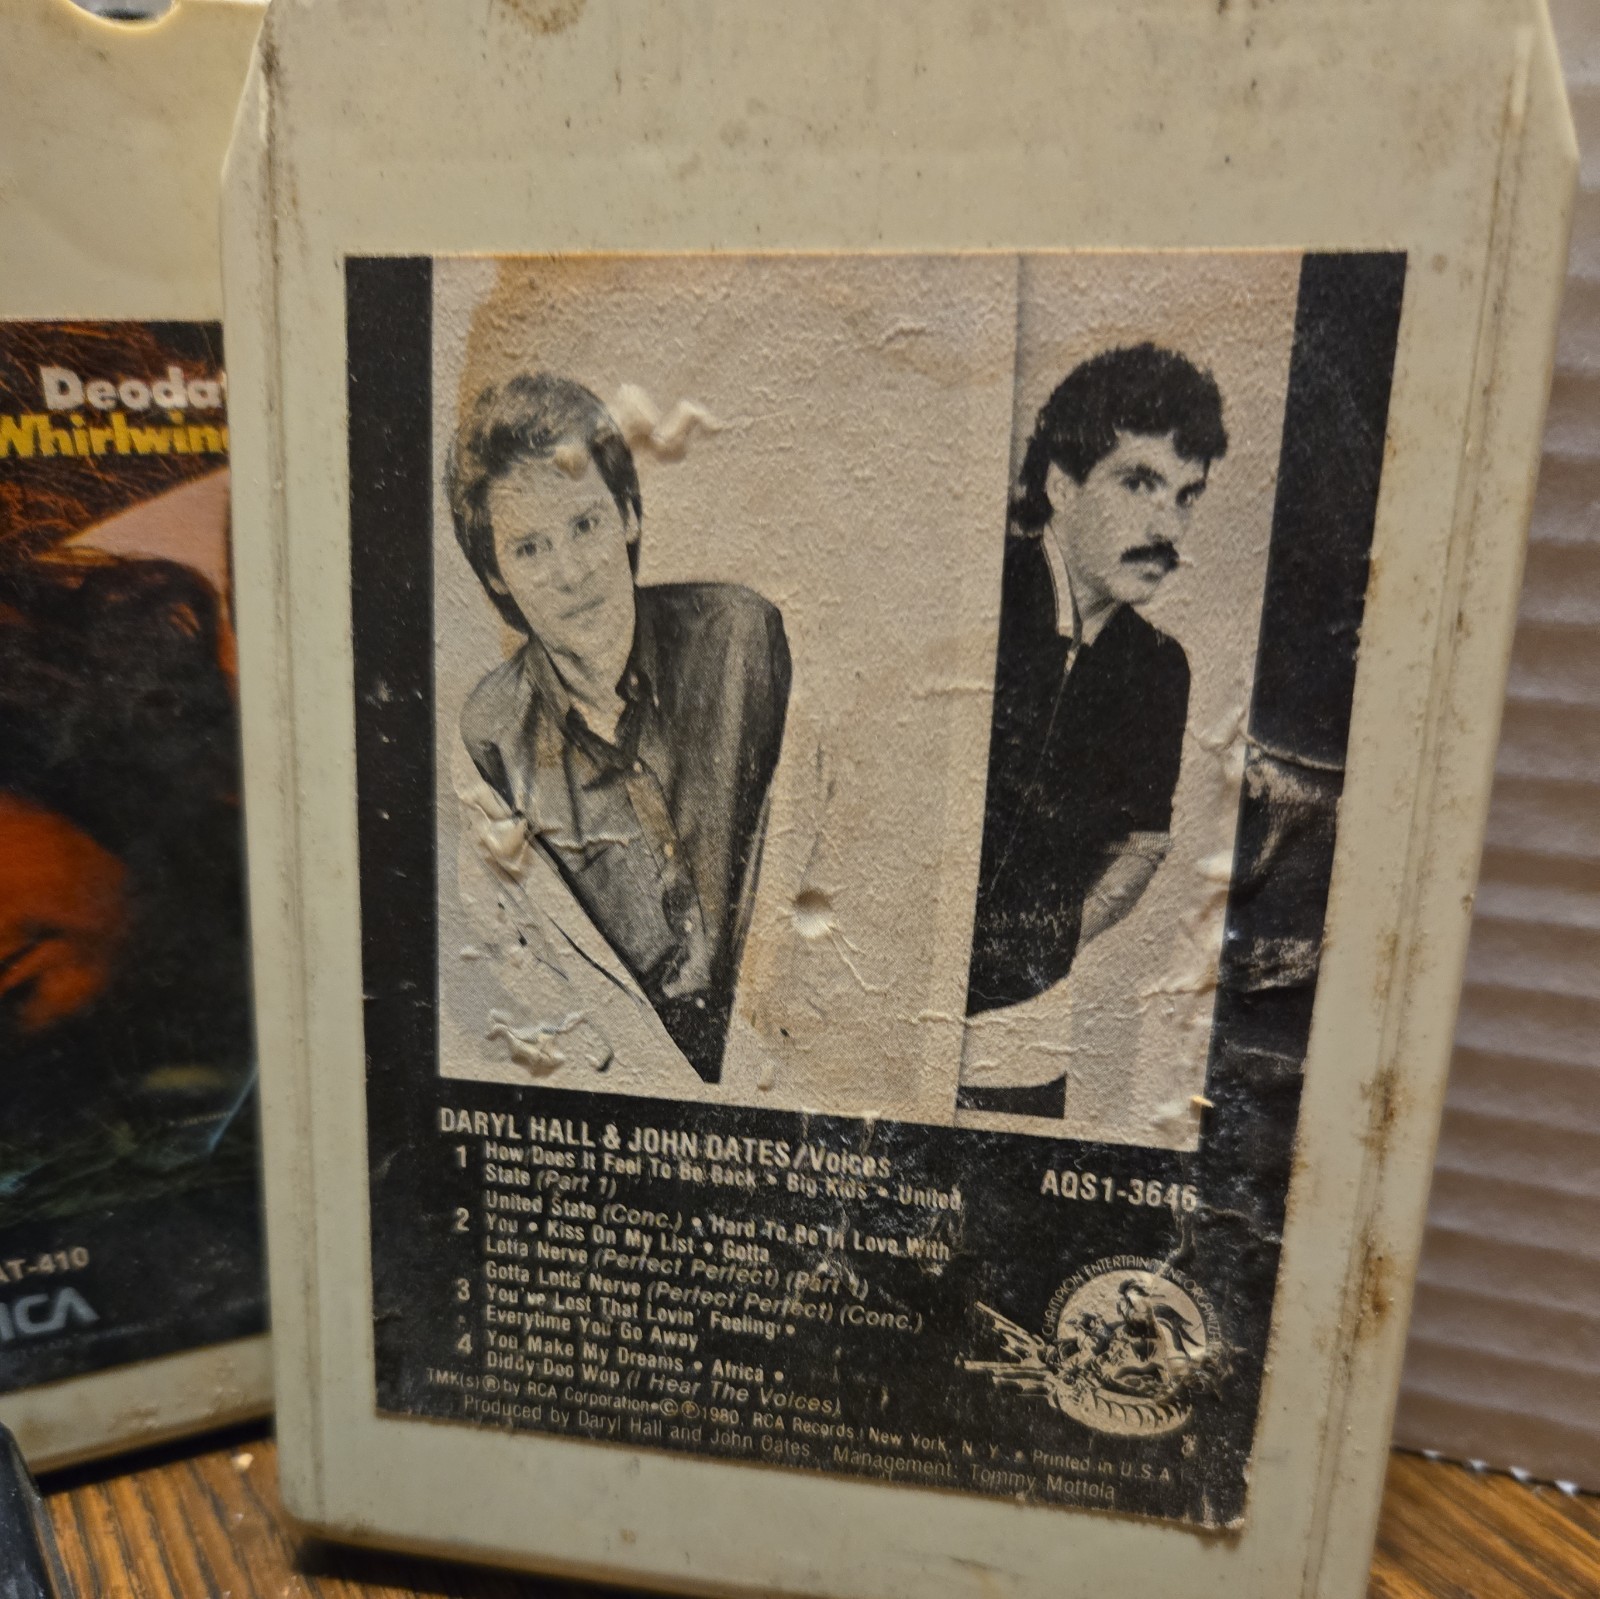 Deoda
Whirlwin
AT-410
MCA
DARYL HALL & JOHN OATES/Voices
AQS1-3646
1 How Does It Feel To Be Back • Big Kids • United
State (Part 1)
2 United State (Conc.) • Hard To Be In Love With
You • Kiss On My List • Gotta
Lotta Nerve (Perfect Perfect) (Part 1)
3 Gotta Lotta Nerve (Perfect Perfect) (Conc.)
You've Lost That Lovin' Feeling •
Everytime You Go Away
4 You Make My Dreams • Africa •
Diddy Doo Wop (I Hear The Voices)
CHAMPION ENTERTAINMENT ORGANIZATION
TMK(s) ® by RCA Corporation • © ℗ 1980, RCA Records, New York, N. Y. • Printed in U.S.A
Produced by Daryl Hall and John Oates Management: Tommy Mottola